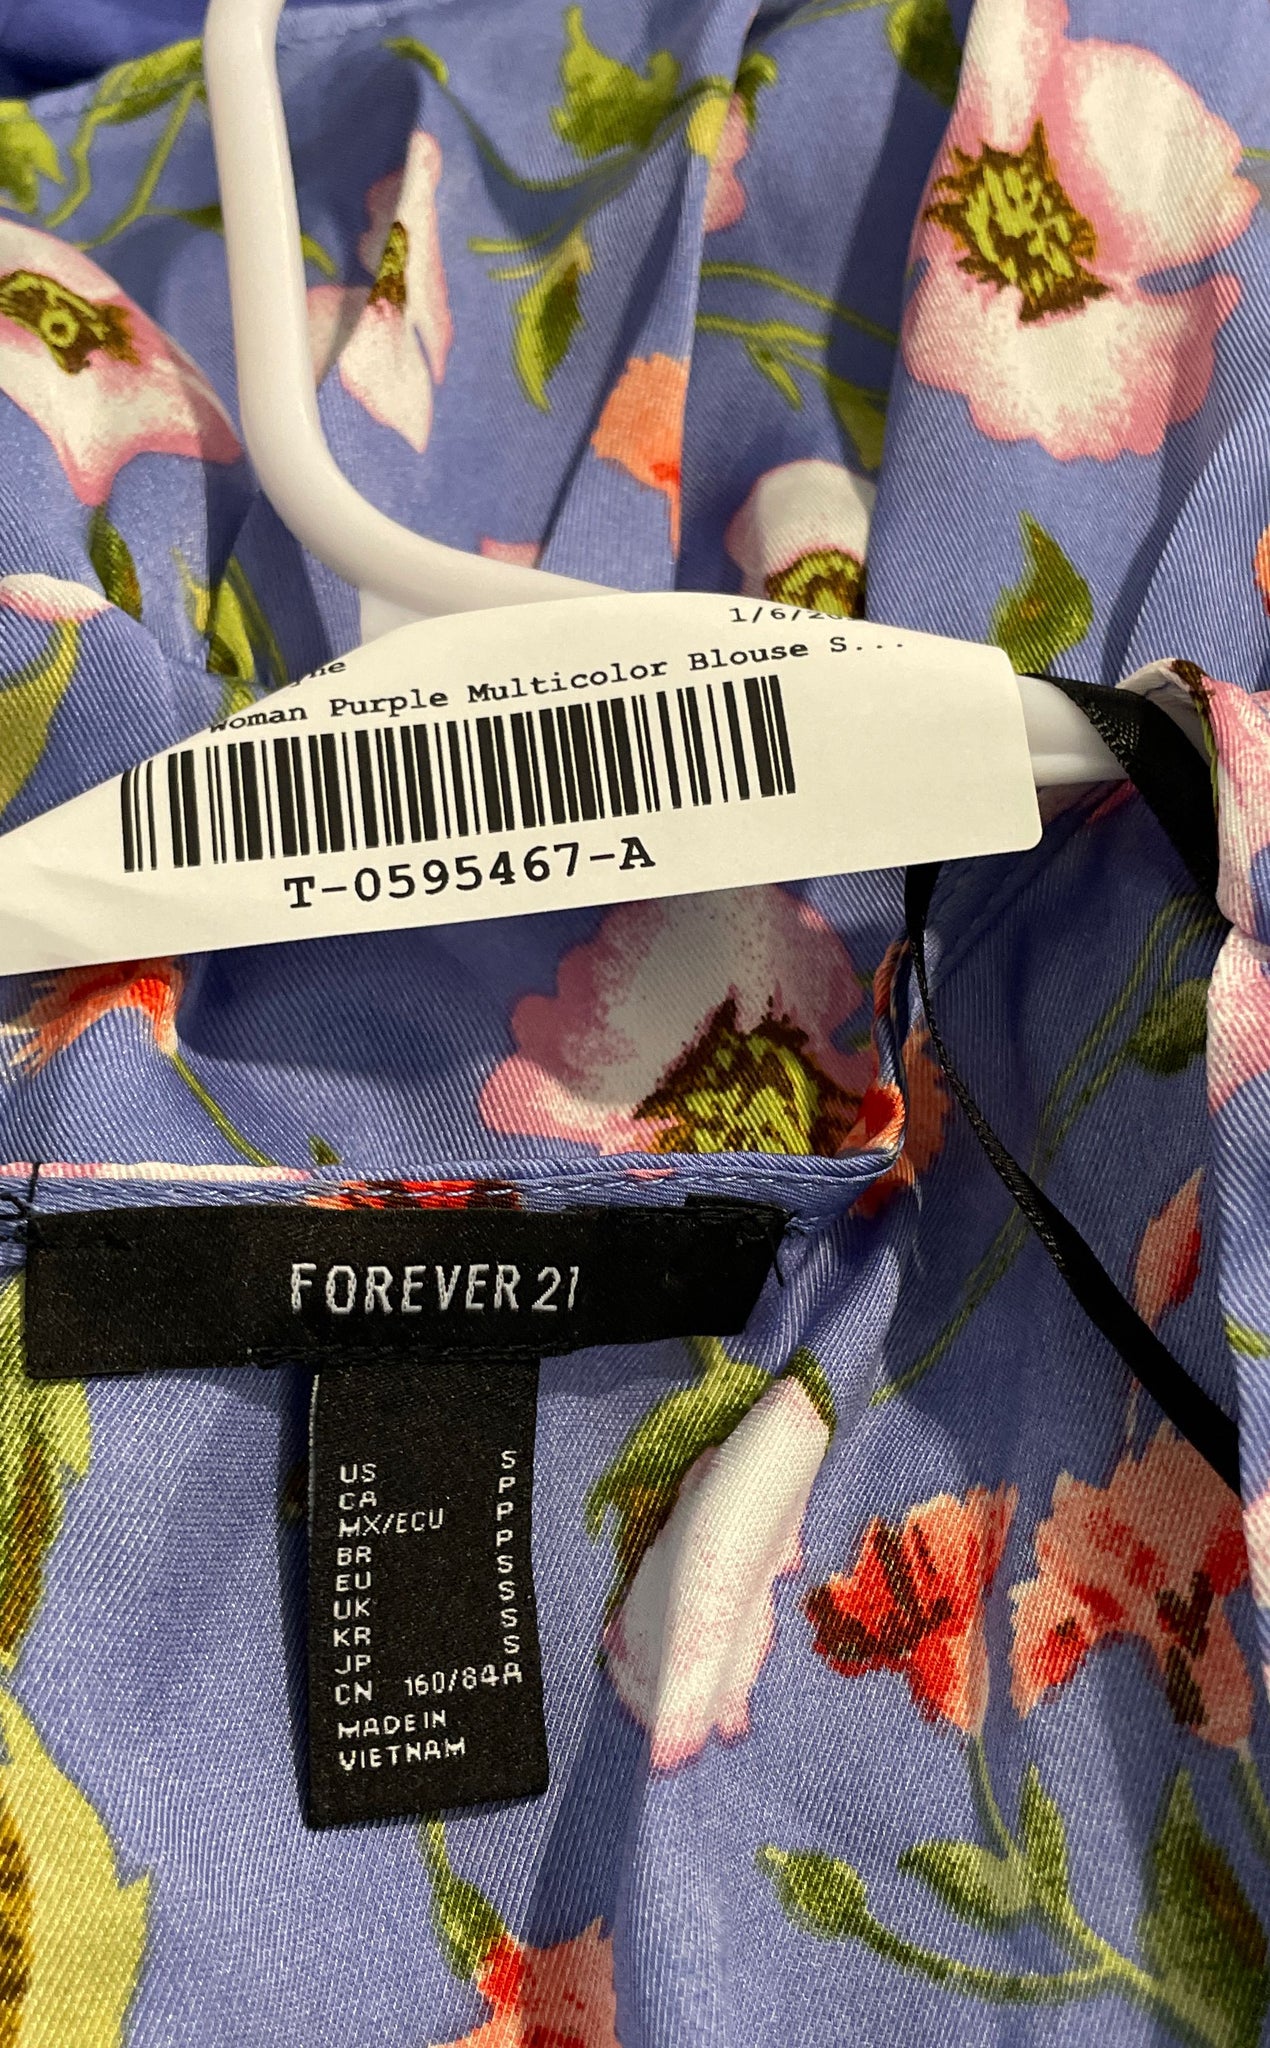 1/6/2
Woman Purple Multicolor Blouse S...
T-0595467-A
FOREVER 21
US S
CA P
MX/ECU P
BR P
EU S
UK S
KR S
JP S
CN 160/84A
MADE IN
VIETNAM